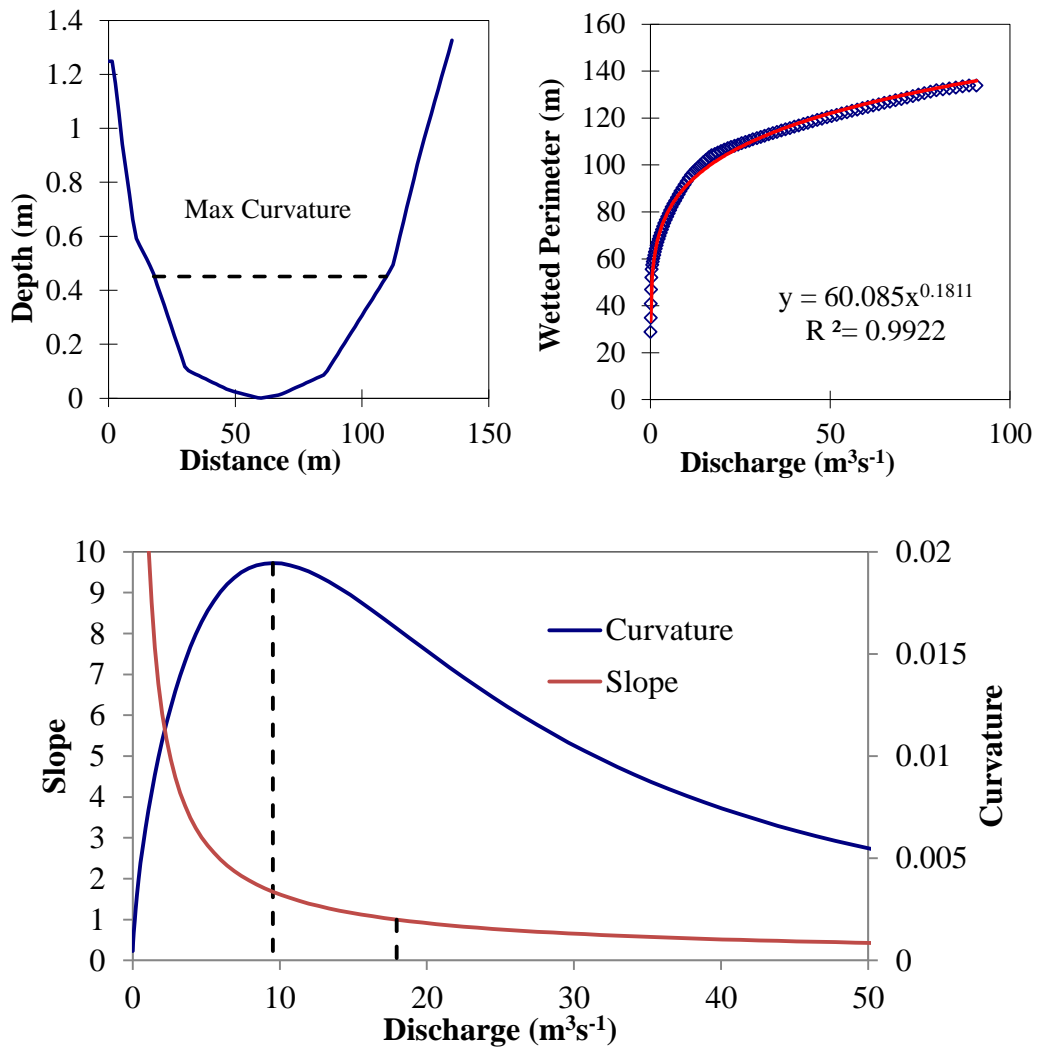 1.4
1.2
1
0.8
0.6
0.4
0.2
0
Depth (m)
Max Curvature
0 50 100 150
Distance (m)
160
140
120
100
80
60
40
20
0
Wetted Perimeter (m)
y = 60.085x^0.1811
R ²= 0.9922
0 50 100
Discharge (m³s⁻¹)
10
9
8
7
6
5
4
3
2
1
0
Slope
Curvature
Slope
0.02
0.015
0.01
0.005
0
Curvature
0 10 20 30 40 50
Discharge (m³s⁻¹)